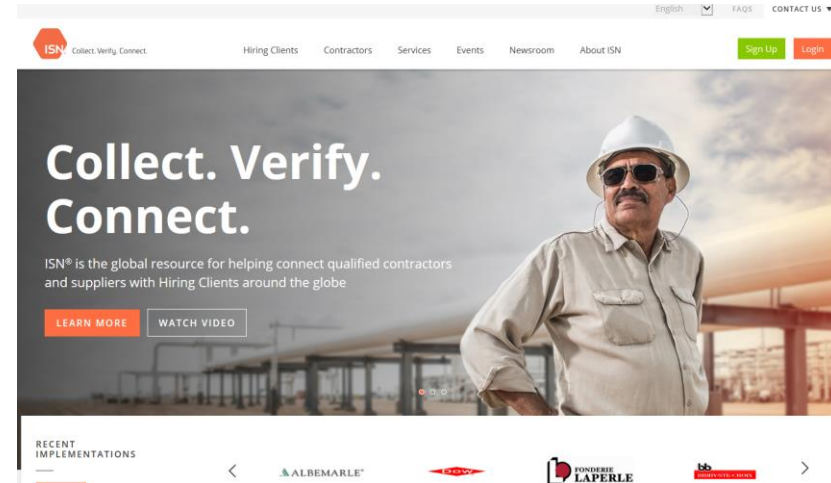 English FAQS CONTACT US
ISN Collect. Verify. Connect.
Hiring Clients Contractors Services Events Newsroom About ISN
Sign Up Login
Collect. Verify.
Connect.
ISN® is the global resource for helping connect qualified contractors
and suppliers with Hiring Clients around the globe
LEARN MORE WATCH VIDEO
RECENT
IMPLEMENTATIONS
ALBEMARLE®
Dow
FONDERIE
LAPERLE
bb